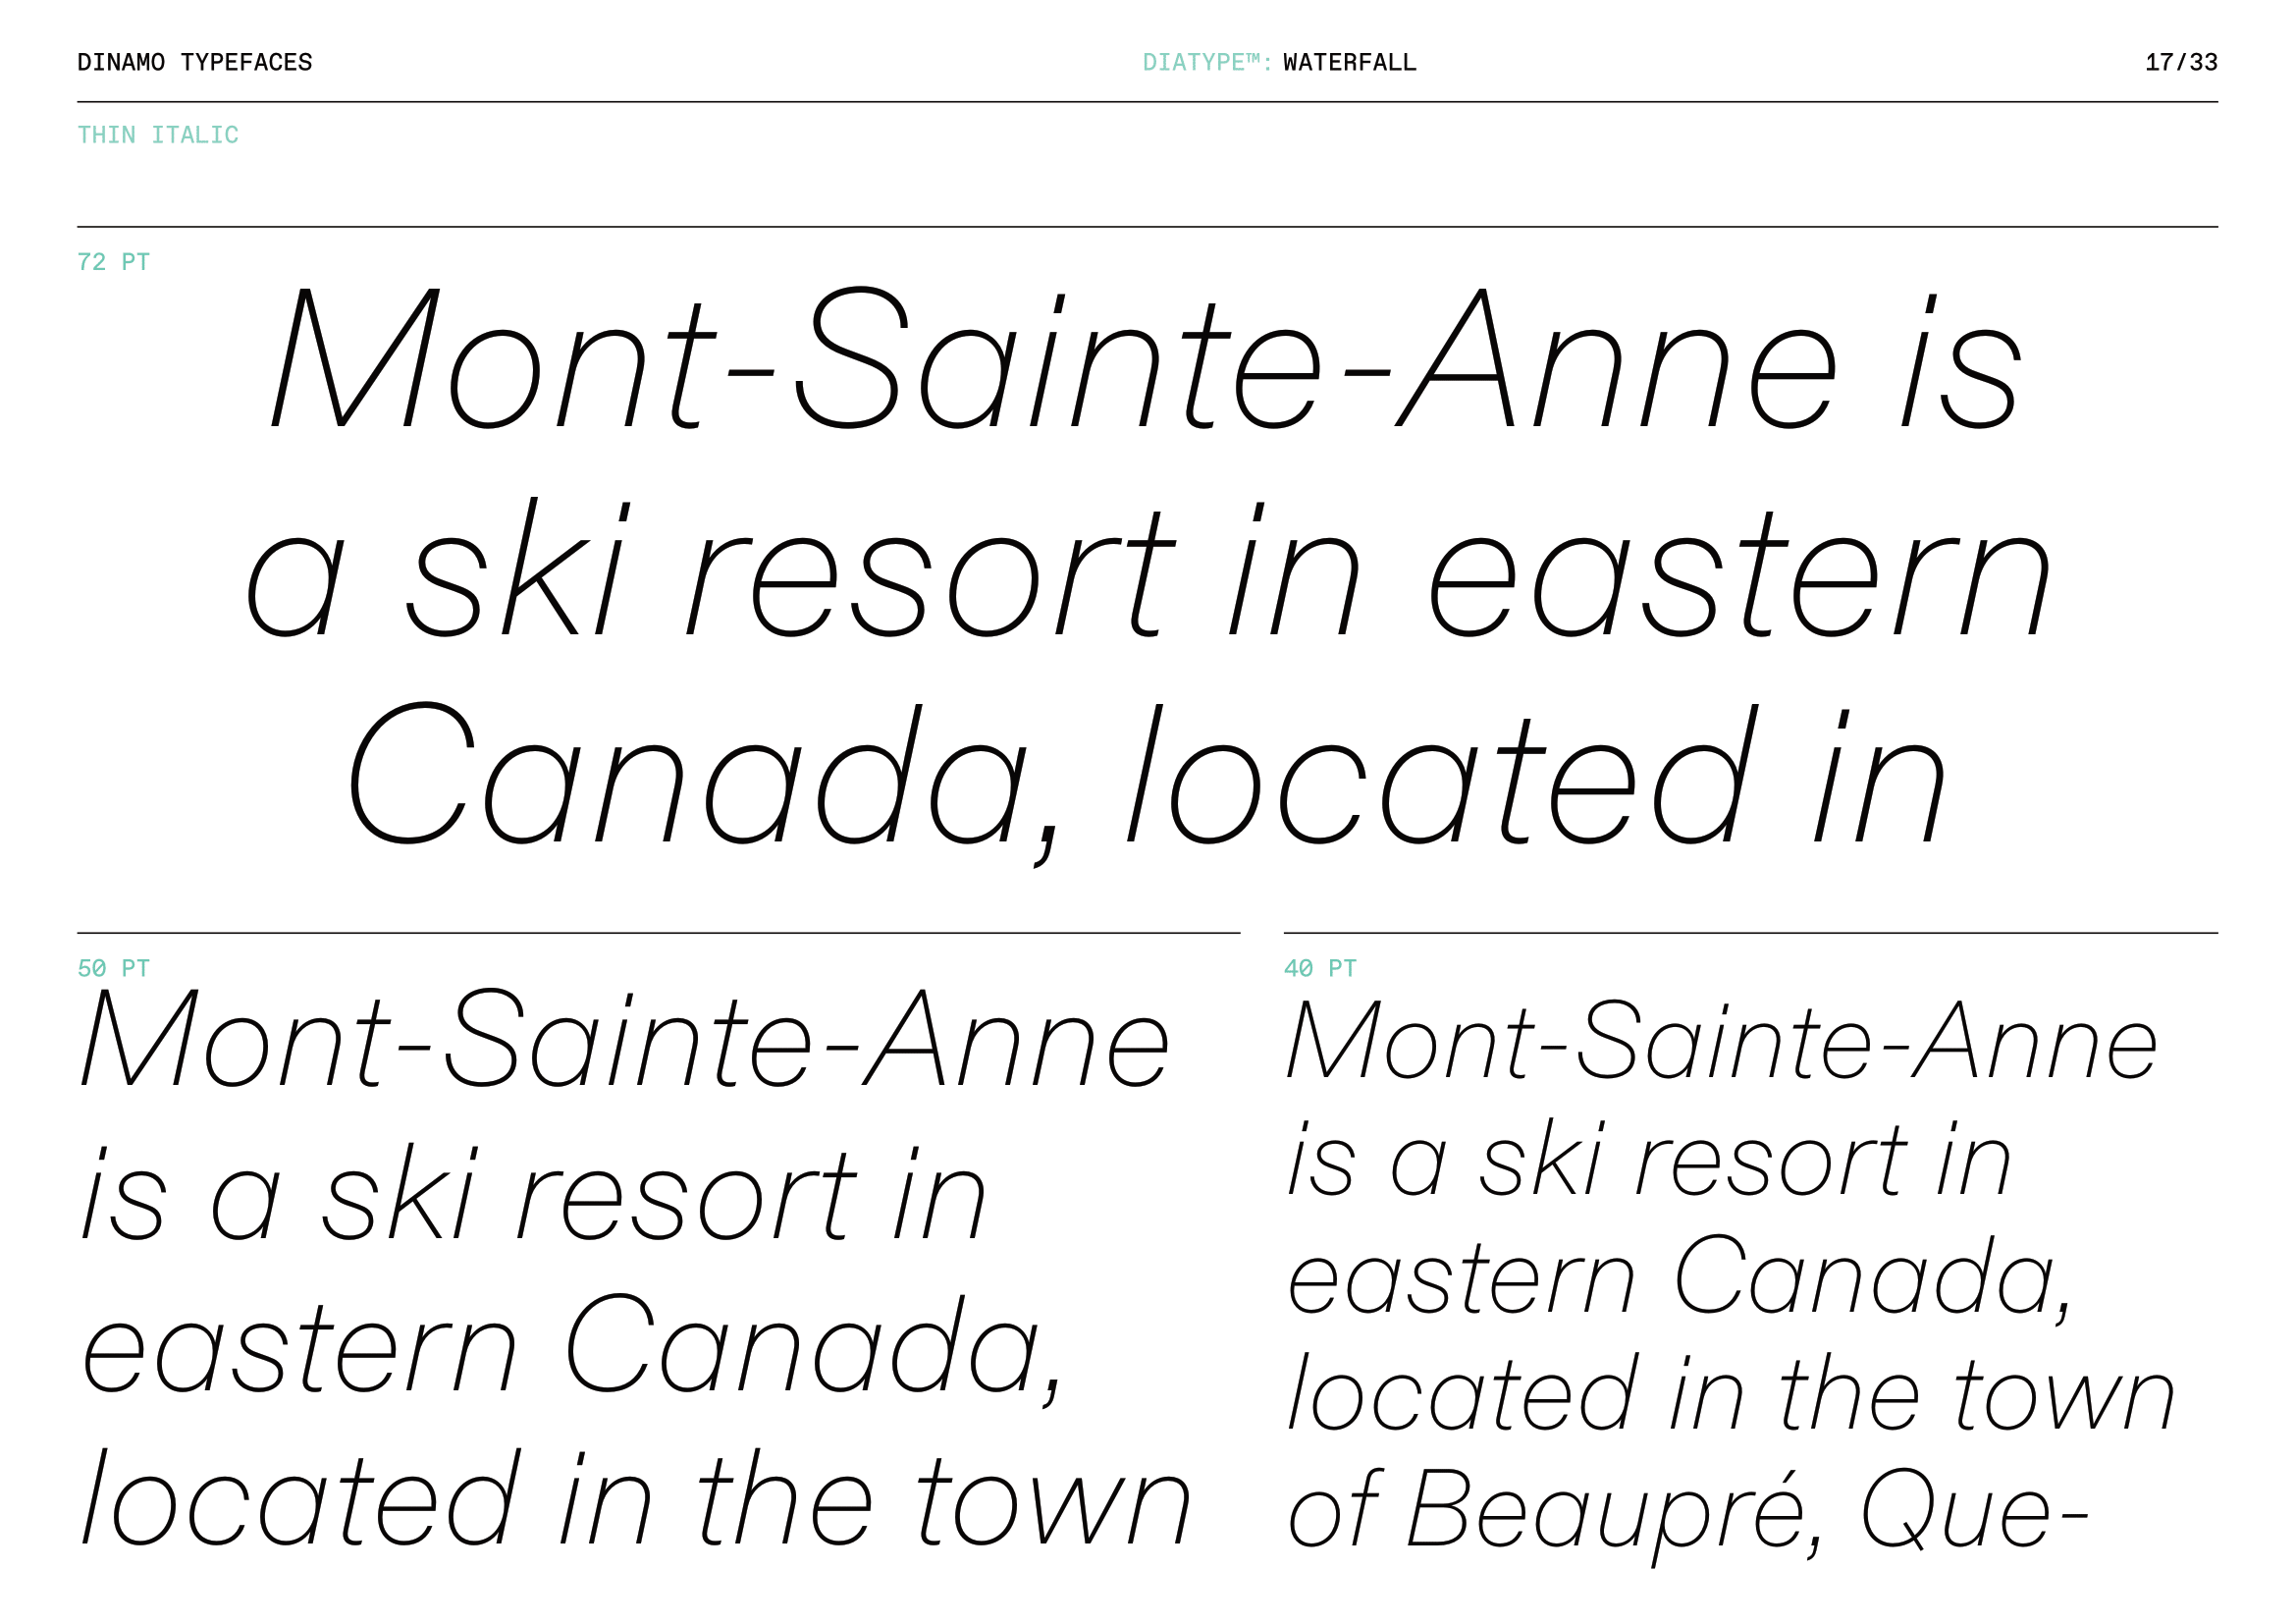 DINAMO TYPEFACES
DIATYPE™: WATERFALL
17/33
THIN ITALIC
72 PT
Mont-Sainte-Anne is
a ski resort in eastern
Canada, located in
50 PT
Mont-Sainte-Anne
is a ski resort in
eastern Canada,
located in the town
40 PT
Mont-Sainte-Anne
is a ski resort in
eastern Canada,
located in the town
of Beaupré, Que-